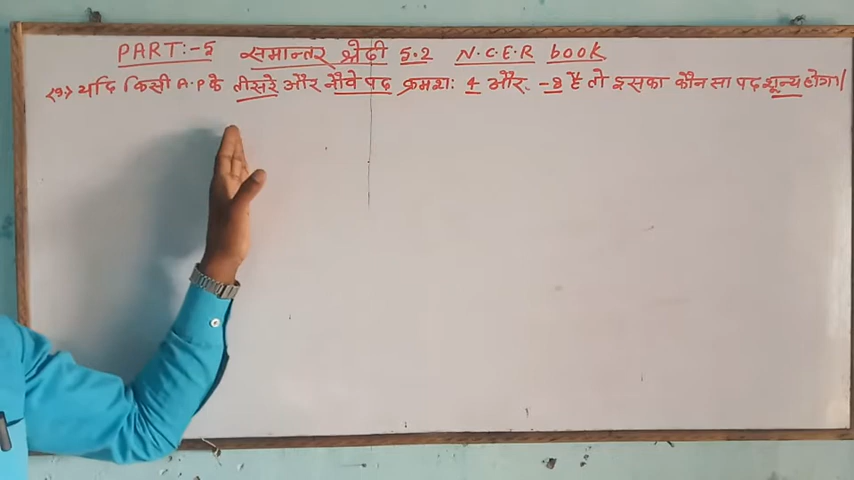 PART:-5 समान्तर श्रेढी 5.2 N.C.E.R book
(9)> यदि किसी A.P के तीसरे और नौवे पद क्रमश: 4 और -8 है तो इसका कौन सा पद शून्य होगा|